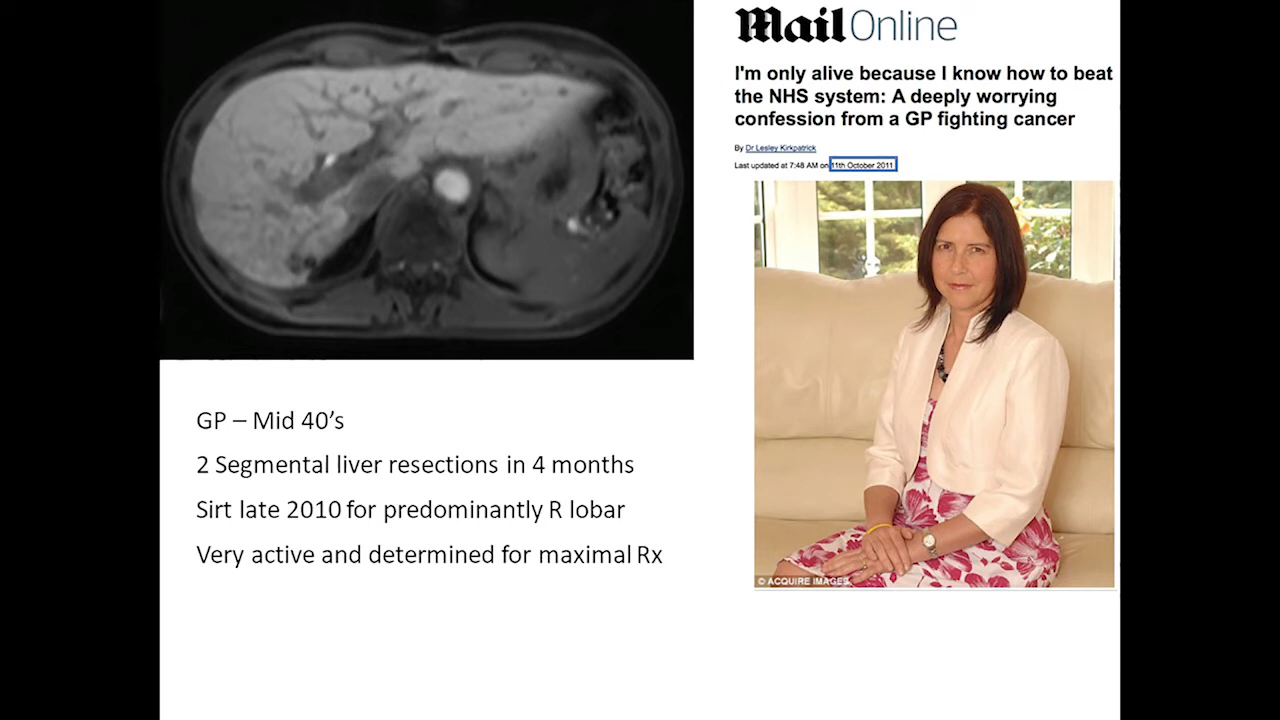 Mail Online
I'm only alive because I know how to beat
the NHS system: A deeply worrying
confession from a GP fighting cancer
By Dr Lesley Kirkpatrick
Last updated at 7:48 AM on 11th October 2011
© ACQUIRE IMAGES
GP – Mid 40's
2 Segmental liver resections in 4 months
Sirt late 2010 for predominantly R lobar
Very active and determined for maximal Rx